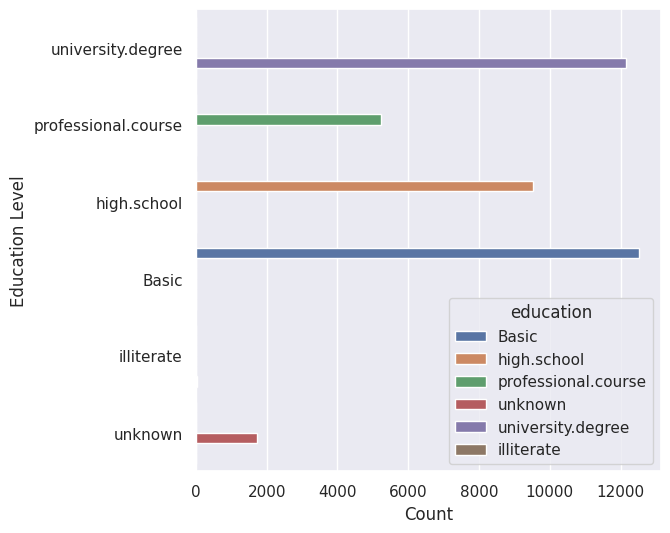 university.degree
professional.course
high.school
Basic
illiterate
unknown
Education Level
education
Basic
high.school
professional.course
unknown
university.degree
illiterate
0 2000 4000 6000 8000 10000 12000
Count